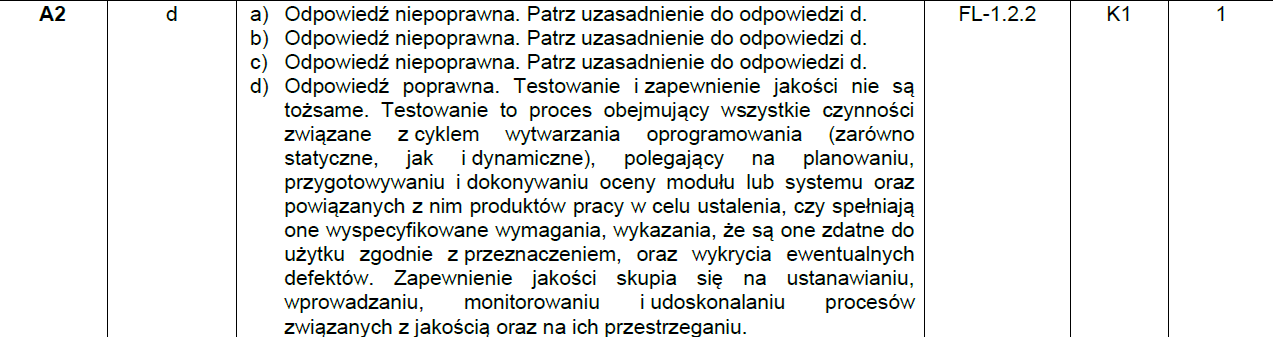 A2 d a) Odpowiedź niepoprawna. Patrz uzasadnienie do odpowiedzi d. FL-1.2.2 K1 1
b) Odpowiedź niepoprawna. Patrz uzasadnienie do odpowiedzi d.
c) Odpowiedź niepoprawna. Patrz uzasadnienie do odpowiedzi d.
d) Odpowiedź poprawna. Testowanie i zapewnienie jakości nie są
tożsame. Testowanie to proces obejmujący wszystkie czynności
związane z cyklem wytwarzania oprogramowania (zarówno
statyczne, jak i dynamiczne), polegający na planowaniu,
przygotowywaniu i dokonywaniu oceny modułu lub systemu oraz
powiązanych z nim produktów pracy w celu ustalenia, czy spełniają
one wyspecyfikowane wymagania, wykazania, że są one zdatne do
użytku zgodnie z przeznaczeniem, oraz wykrycia ewentualnych
defektów. Zapewnienie jakości skupia się na ustanawianiu,
wprowadzaniu, monitorowaniu i udoskonalaniu procesów
związanych z jakością oraz na ich przestrzeganiu.